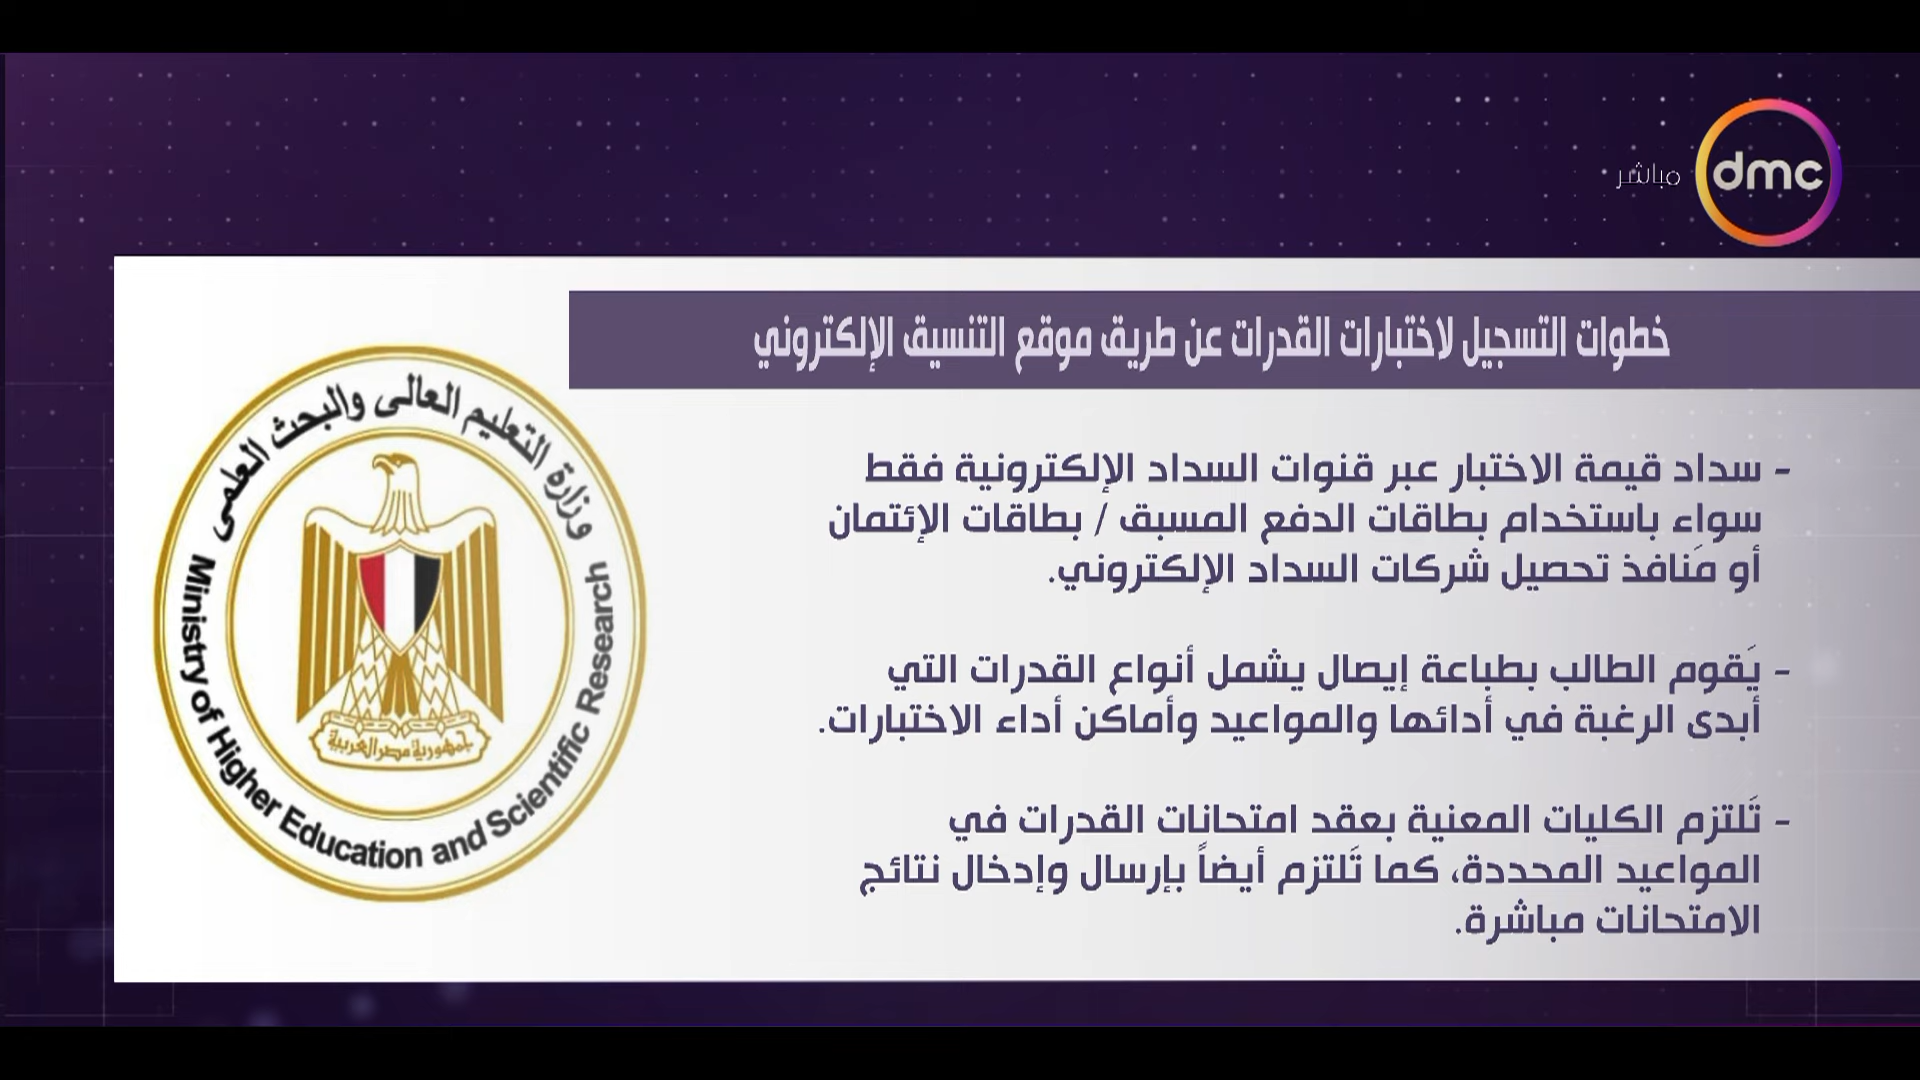 dmc
مباشر
خطوات التسجيل لاختبارات القدرات عن طريق موقع التنسيق الإلكتروني
- سداد قيمة الاختبار عبر قنوات السداد الإلكترونية فقط
سواء باستخدام بطاقات الدفع المسبق / بطاقات الإئتمان
أو مَنافذ تحصيل شركات السداد الإلكتروني.
- يَقوم الطالب بطباعة إيصال يشمل أنواع القدرات التي
أبدى الرغبة في أدائها والمواعيد وأماكن أداء الاختبارات.
- تَلتزم الكليات المعنية بعقد امتحانات القدرات في
المواعيد المحددة، كما تَلتزم أيضاً بإرسال وإدخال نتائج
الامتحانات مباشرة.
وزارة التعليم العالى والبحث العلمى
جمهورية مصر العربية
Ministry of Higher Education and Scientific Research